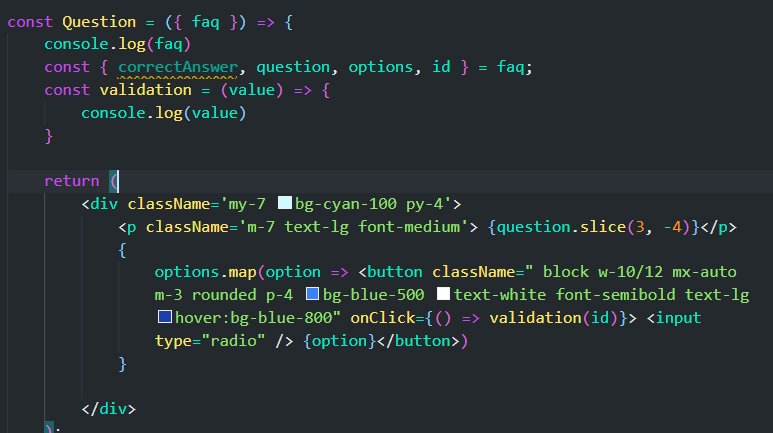 const Question = ({ faq }) => {
console.log(faq)
const { correctAnswer, question, options, id } = faq;
const validation = (value) => {
console.log(value)
}
return (
<div className='my-7 bg-cyan-100 py-4'>
<p className='m-7 text-lg font-medium'> {question.slice(3, -4)}</p>
{
options.map(option => <button className=" block w-10/12 mx-auto
m-3 rounded p-4 bg-blue-500 text-white font-semibold text-lg
hover:bg-blue-800" onClick={() => validation(id)}> <input
type="radio" /> {option}</button>)
}
</div>
);